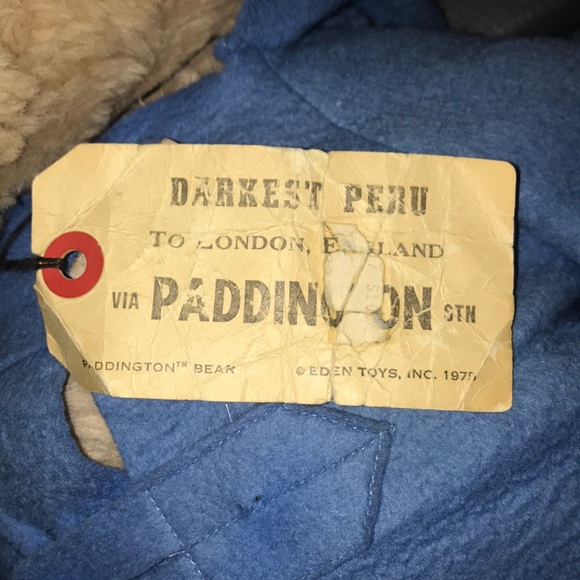 DARKEST PERU
TO LONDON, ENGLAND
VIA PADDINGTON STN
PADDINGTON™ BEAR
© EDEN TOYS, INC. 1975